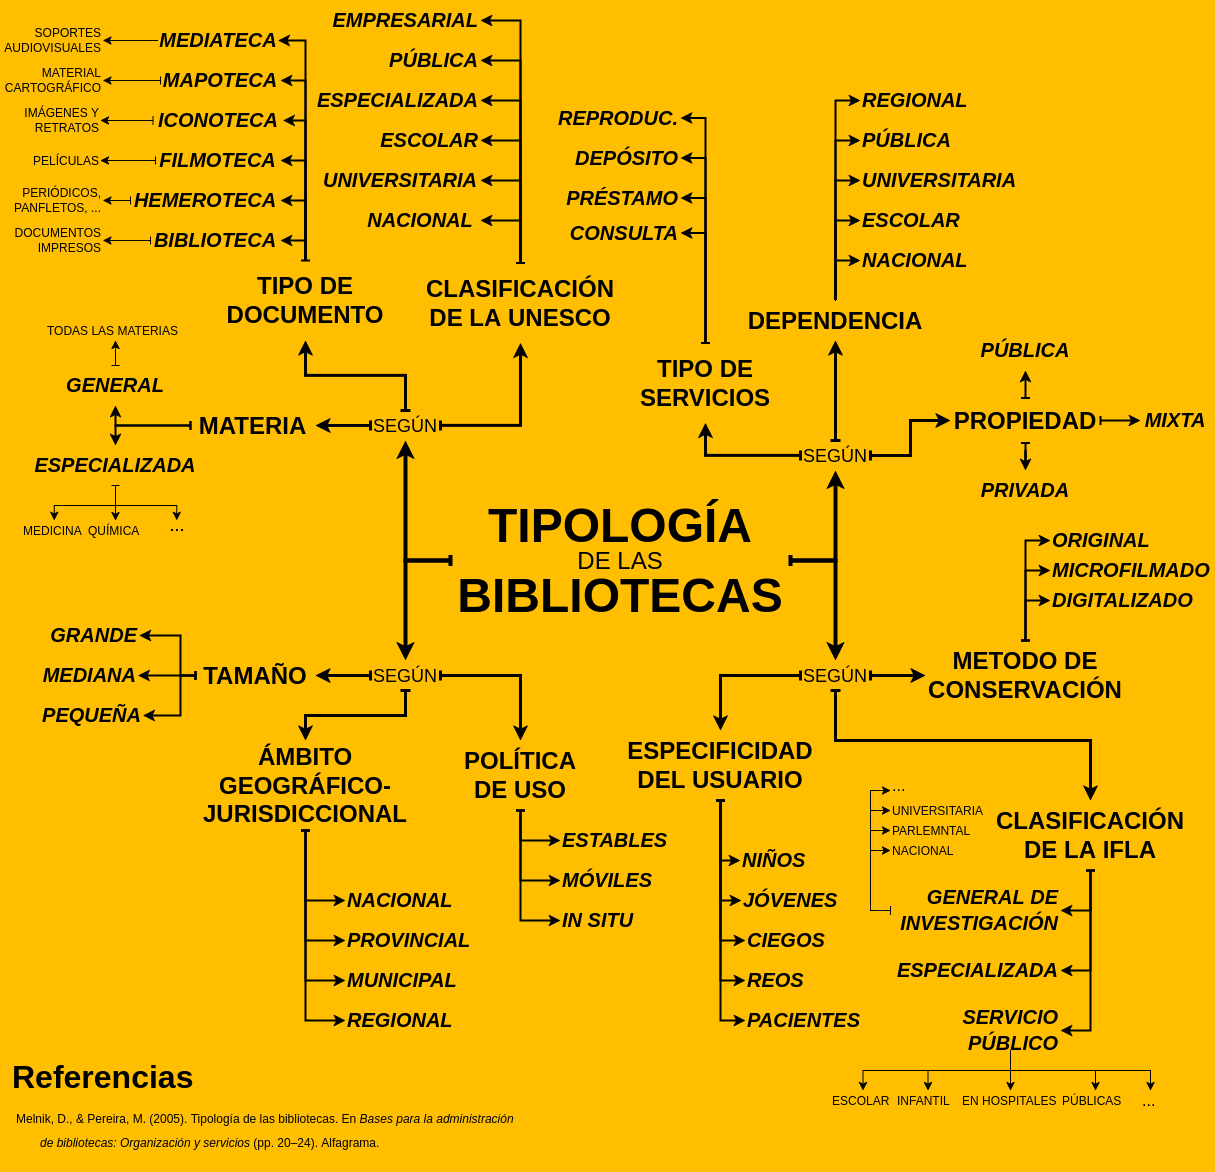 TIPOLOGÍA
DE LAS
BIBLIOTECAS
SEGÚN
TIPO DE
DOCUMENTO
MEDIATECA
SOPORTES
AUDIOVISUALES
MAPOTECA
MATERIAL
CARTOGRÁFICO
ICONOTECA
IMÁGENES Y
RETRATOS
FILMOTECA
PELÍCULAS
HEMEROTECA
PERIÓDICOS,
PANFLETOS, ...
BIBLIOTECA
DOCUMENTOS
IMPRESOS
CLASIFICACIÓN
DE LA UNESCO
EMPRESARIAL
PÚBLICA
ESPECIALIZADA
ESCOLAR
UNIVERSITARIA
NACIONAL
MATERIA
GENERAL
TODAS LAS MATERIAS
ESPECIALIZADA
MEDICINA
QUÍMICA
...
SEGÚN
TIPO DE
SERVICIOS
REPRODUC.
DEPÓSITO
PRÉSTAMO
CONSULTA
DEPENDENCIA
REGIONAL
PÚBLICA
UNIVERSITARIA
ESCOLAR
NACIONAL
PROPIEDAD
PÚBLICA
MIXTA
PRIVADA
SEGÚN
TAMAÑO
GRANDE
MEDIANA
PEQUEÑA
ÁMBITO
GEOGRÁFICO-
JURISDICCIONAL
NACIONAL
PROVINCIAL
MUNICIPAL
REGIONAL
POLÍTICA
DE USO
ESTABLES
MÓVILES
IN SITU
SEGÚN
ESPECIFICIDAD
DEL USUARIO
NIÑOS
JÓVENES
CIEGOS
REOS
PACIENTES
METODO DE
CONSERVACIÓN
ORIGINAL
MICROFILMADO
DIGITALIZADO
CLASIFICACIÓN
DE LA IFLA
GENERAL DE
INVESTIGACIÓN
...
UNIVERSITARIA
PARLEMNTAL
NACIONAL
ESPECIALIZADA
SERVICIO
PÚBLICO
ESCOLAR
INFANTIL
EN HOSPITALES
PÚBLICAS
...
Referencias
Melnik, D., & Pereira, M. (2005). Tipología de las bibliotecas. En Bases para la administración
de bibliotecas: Organización y servicios (pp. 20–24). Alfagrama.